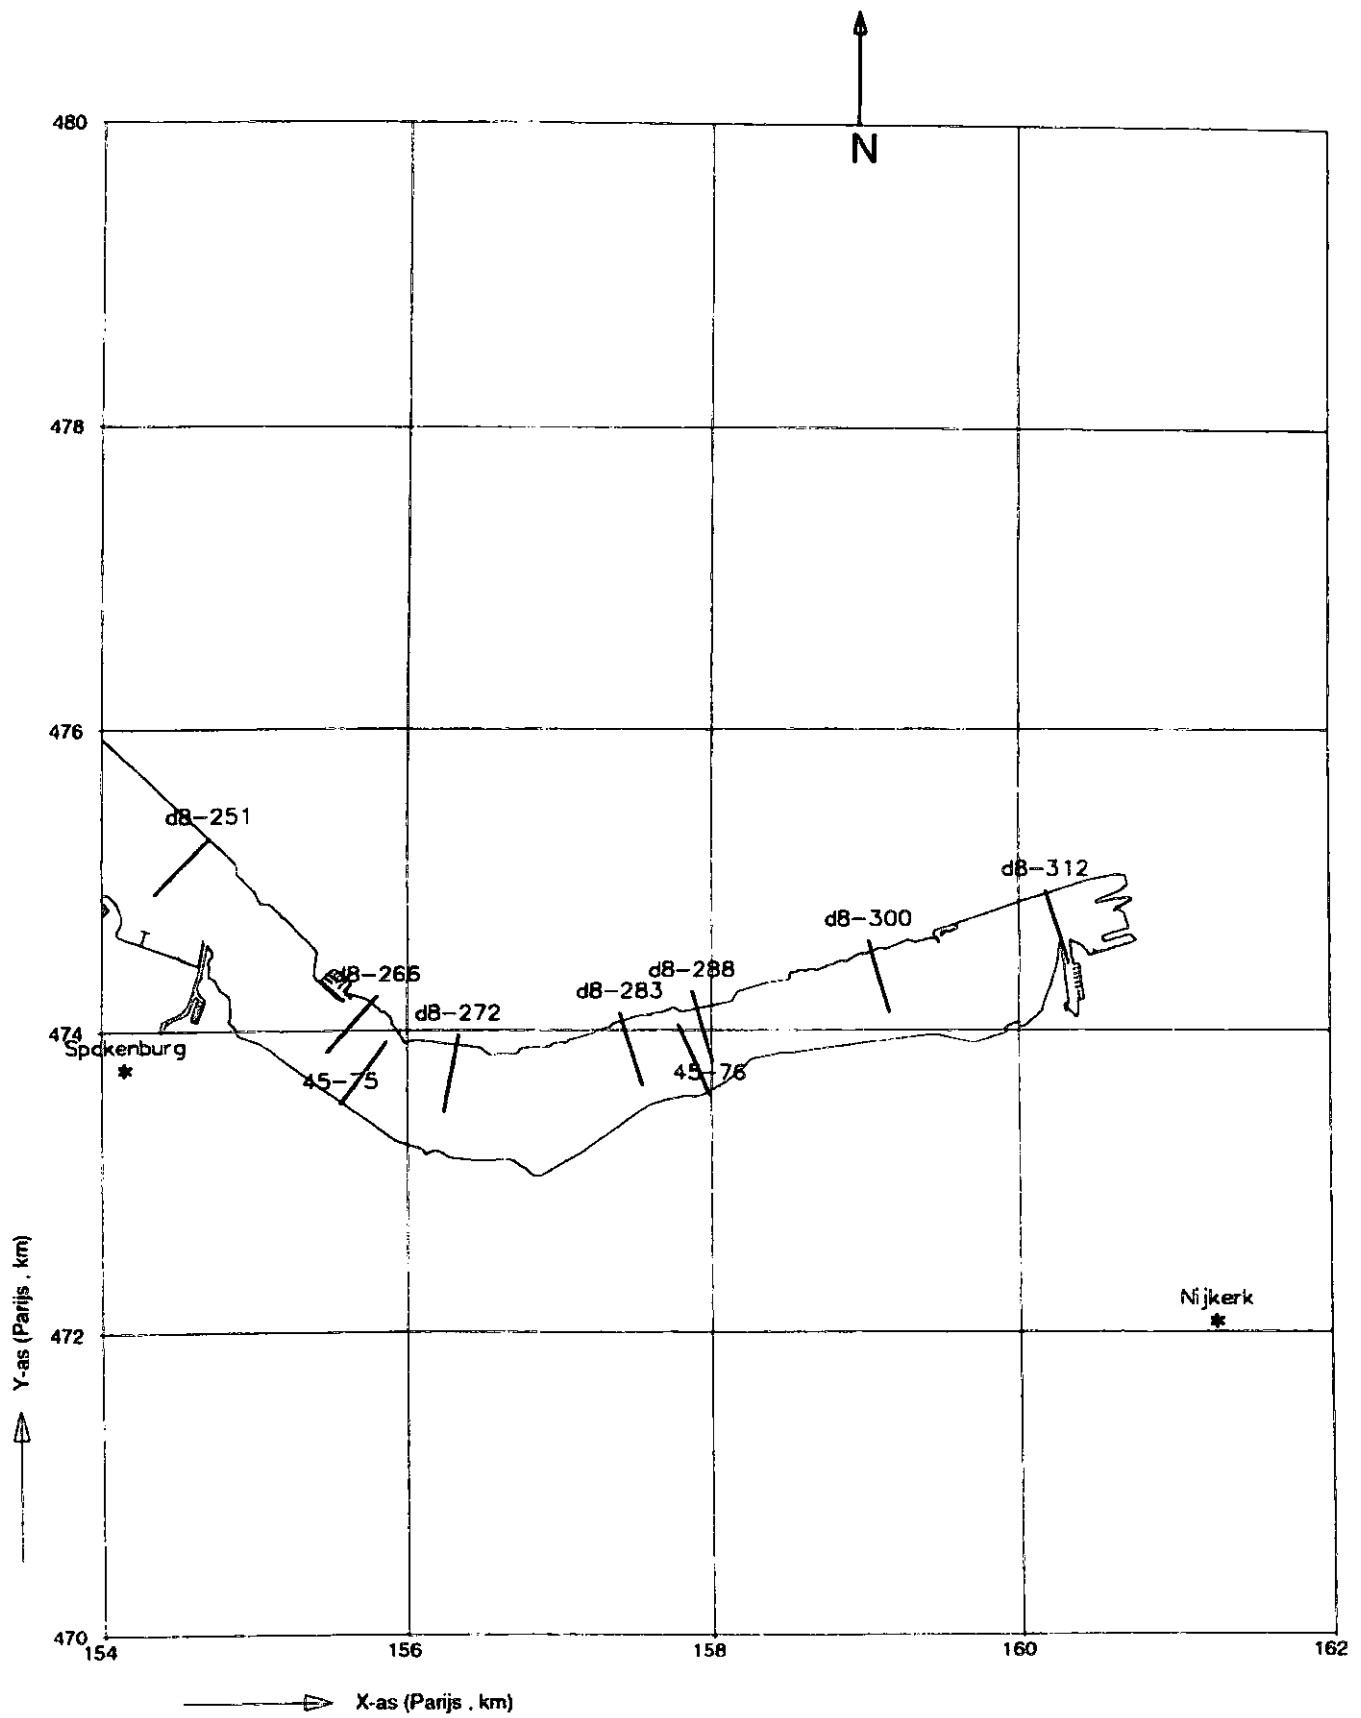 N
480
478
476
d8-251
d8-312
d8-300
d8-266
d8-288
d8-283
d8-272
474
Spakenburg
45-75
45-76
Nijkerk
472
Y-as (Parijs , km)
470
154
156
158
160
162
X-as (Parijs , km)